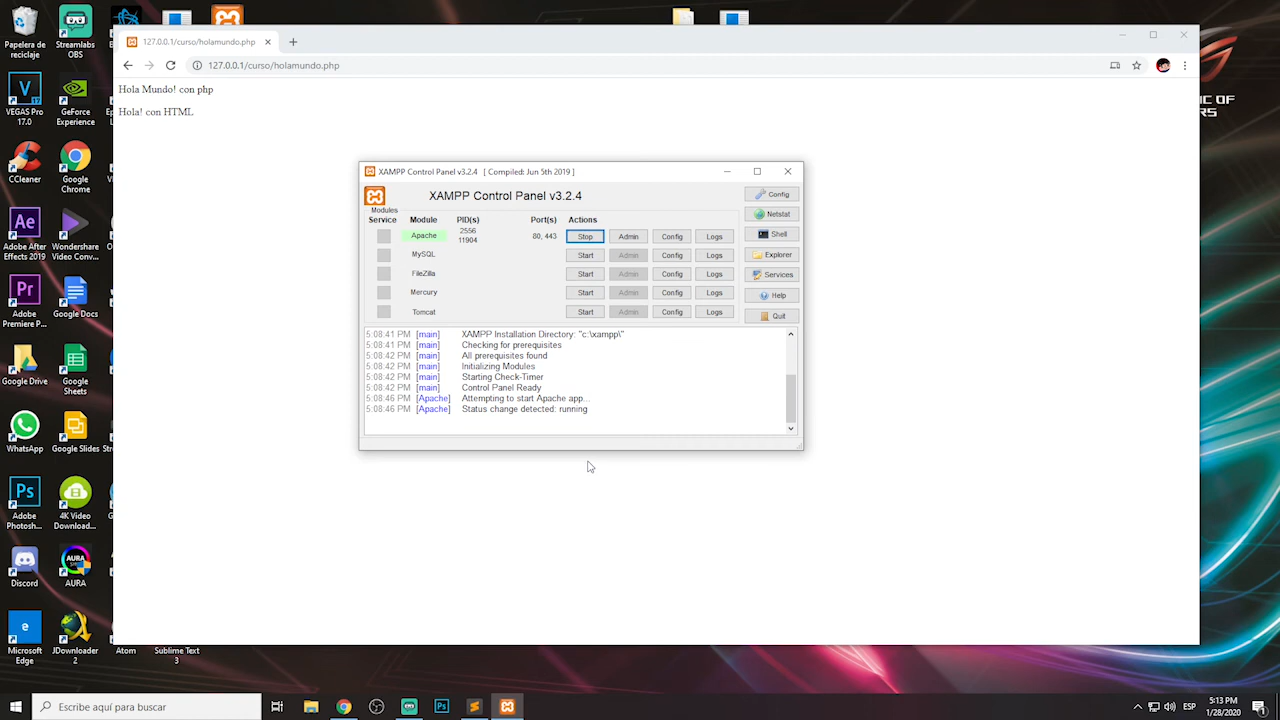 127.0.0.1/curso/holamundo.php
127.0.0.1/curso/holamundo.php
Hola Mundo! con php
Hola! con HTML
XAMPP Control Panel v3.2.4 [ Compiled: Jun 5th 2019 ]
XAMPP Control Panel v3.2.4
Modules
Service Module PID(s) Port(s) Actions
Apache 2556 11904 80, 443 Stop Admin Config Logs
MySQL Start Admin Config Logs
FileZilla Start Admin Config Logs
Mercury Start Admin Config Logs
Tomcat Start Admin Config Logs
Config
Netstat
Shell
Explorer
Services
Help
Quit
5:08:41 PM [main] XAMPP Installation Directory: "c:\xampp\"
5:08:41 PM [main] Checking for prerequisites
5:08:42 PM [main] All prerequisites found
5:08:42 PM [main] Initializing Modules
5:08:42 PM [main] Starting Check-Timer
5:08:42 PM [main] Control Panel Ready
5:08:46 PM [Apache] Attempting to start Apache app...
5:08:46 PM [Apache] Status change detected: running
Papelera de reciclaje
Streamlabs OBS
VEGAS Pro 17.0
GeForce Experience
CCleaner
Google Chrome
Adobe After Effects 2019
Wondershare Video Conv...
Adobe Premiere P...
Google Docs
Google Drive
Google Sheets
WhatsApp
Google Slides
Adobe Photosh...
4K Video Download...
Discord
AURA
Microsoft Edge
JDownloader 2
Atom
Sublime Text 3
Escribe aquí para buscar
ESP
5:13 PM
1/28/2020